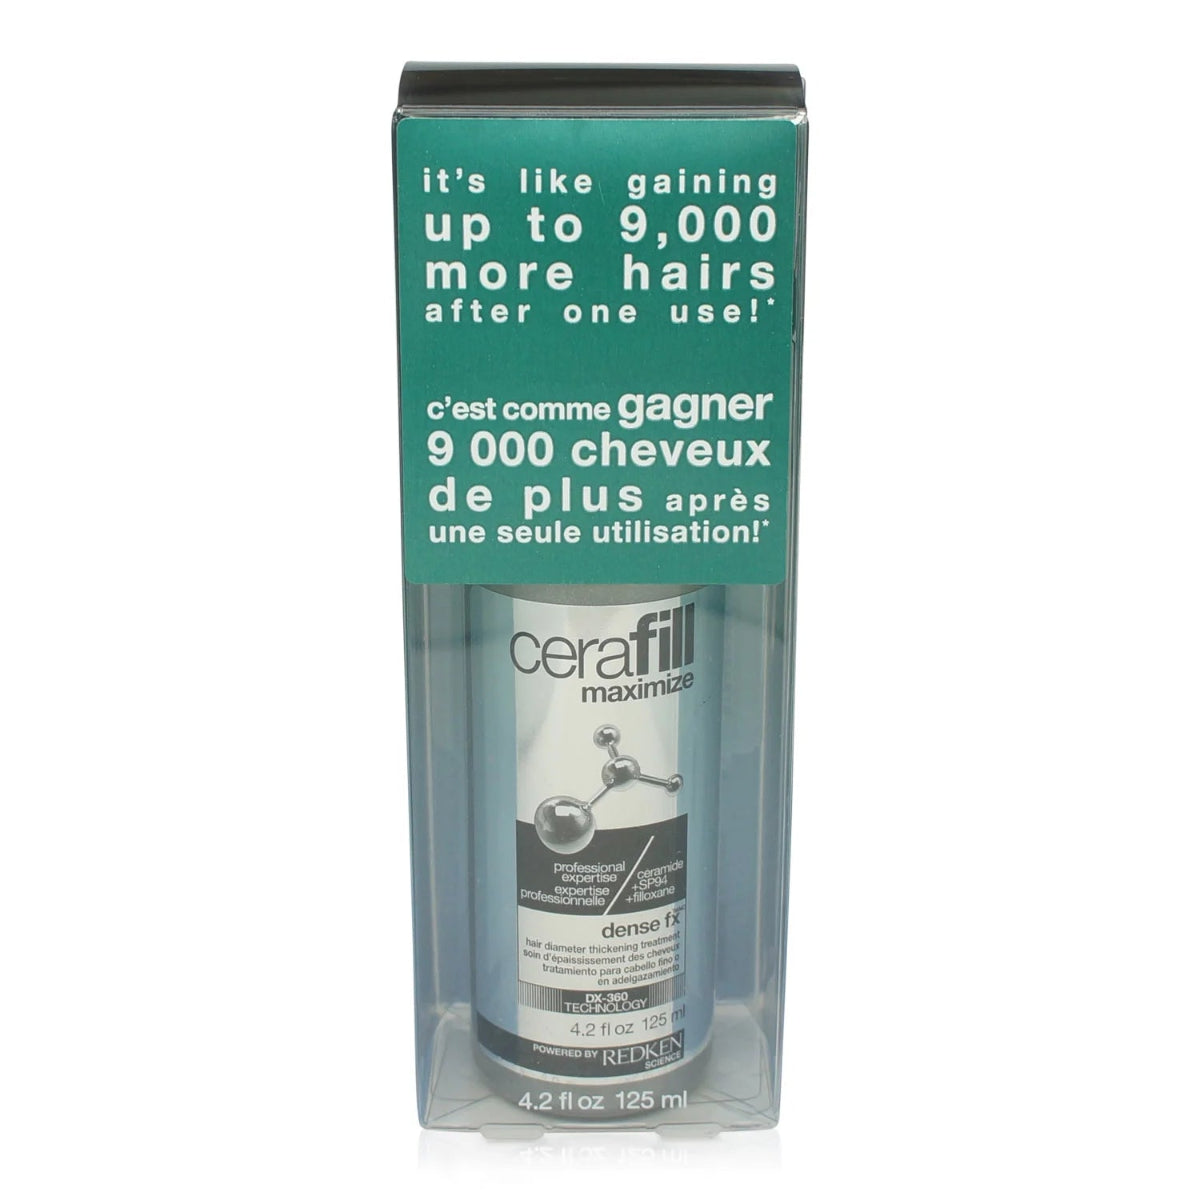 it's like gaining
up to 9,000
more hairs
after one use!*
c'est comme gagner
9 000 cheveux
de plus après
une seule utilisation!*
cerafill
maximize
professional
expertise
expertise
professionnelle
ceramide
+SP94
+filloxane
dense fx
hair diameter thickening treatment
soin d'épaississement des cheveux
tratamiento para cabello fino o
en adelgazamiento
DX-360
TECHNOLOGY
4.2 fl oz 125 ml
POWERED BY REDKEN
SCIENCE
4.2 fl oz 125 ml